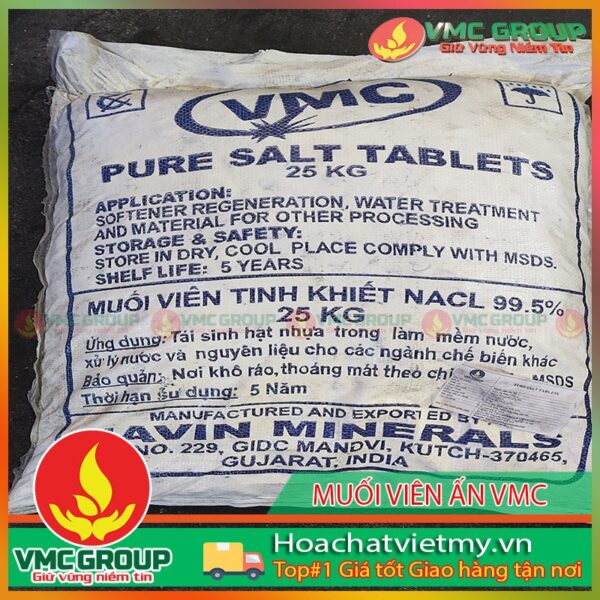 VMC GROUP
Giữ Vững Niềm Tin
VMC
PURE SALT TABLETS
25 KG
APPLICATION:
SOFTENER REGENERATION, WATER TREATMENT
AND MATERIAL FOR OTHER PROCESSING
STORAGE & SAFETY:
STORE IN DRY, COOL PLACE COMPLY WITH MSDS.
SHELF LIFE: 5 YEARS
MUỐI VIÊN TINH KHIẾT NACL 99.5%
25 KG
Ứng dụng: Tái sinh hạt nhựa trong làm mềm nước,
xử lý nước và nguyên liệu cho các ngành chế biến khác
Bảo quản: Nơi khô ráo, thoáng mát theo MSDS
Thời hạn sử dụng: 5 Năm
PURE SALT TABLETS
MANUFACTURED AND EXPORTED BY
MINERALS
NO. 229, GIDC MANDVI, KUTCH-370465,
GUJARAT, INDIA
MUỐI VIÊN ẤN VMC
VMCGROUP
Giữ vững niềm tin
Hoachatvietmy.vn
Top#1 Giá tốt Giao hàng tận nơi